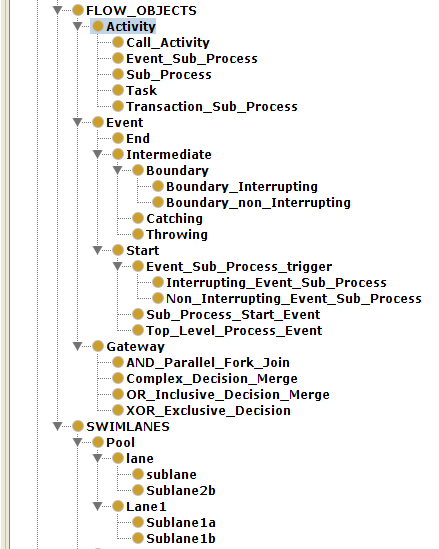 FLOW_OBJECTS
Activity
Call_Activity
Event_Sub_Process
Sub_Process
Task
Transaction_Sub_Process
Event
End
Intermediate
Boundary
Boundary_Interrupting
Boundary_non_Interrupting
Catching
Throwing
Start
Event_Sub_Process_trigger
Interrupting_Event_Sub_Process
Non_Interrupting_Event_Sub_Process
Sub_Process_Start_Event
Top_Level_Process_Event
Gateway
AND_Parallel_Fork_Join
Complex_Decision_Merge
OR_Inclusive_Decision_Merge
XOR_Exclusive_Decision
SWIMLANES
Pool
lane
sublane
Sublane2b
Lane1
Sublane1a
Sublane1b